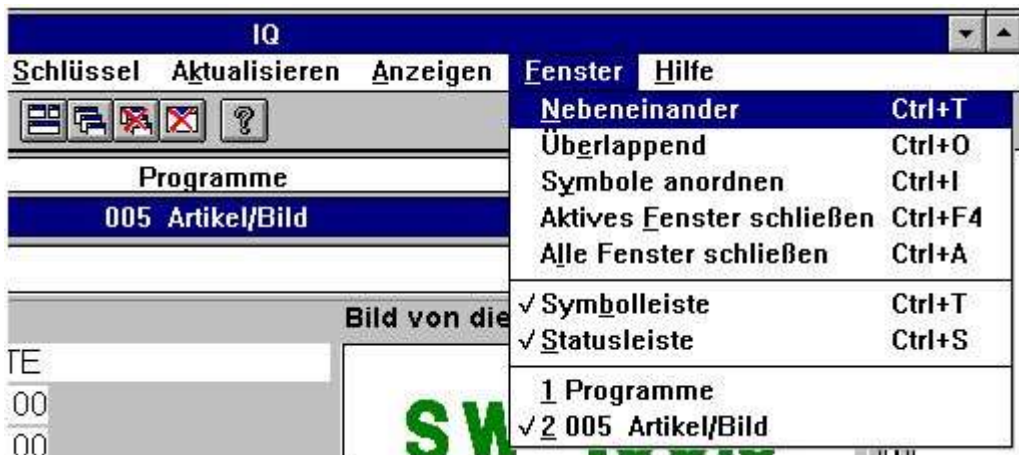 IQ
Schlüssel Aktualisieren Anzeigen Fenster Hilfe
?
Nebeneinander Ctrl+T
Überlappend Ctrl+O
Symbole anordnen Ctrl+I
Aktives Fenster schließen Ctrl+F4
Alle Fenster schließen Ctrl+A
✓ Symbolleiste Ctrl+T
✓ Statusleiste Ctrl+S
1 Programme
✓ 2 005 Artikel/Bild
Programme
005 Artikel/Bild
Bild von die
TE
00
00
SW